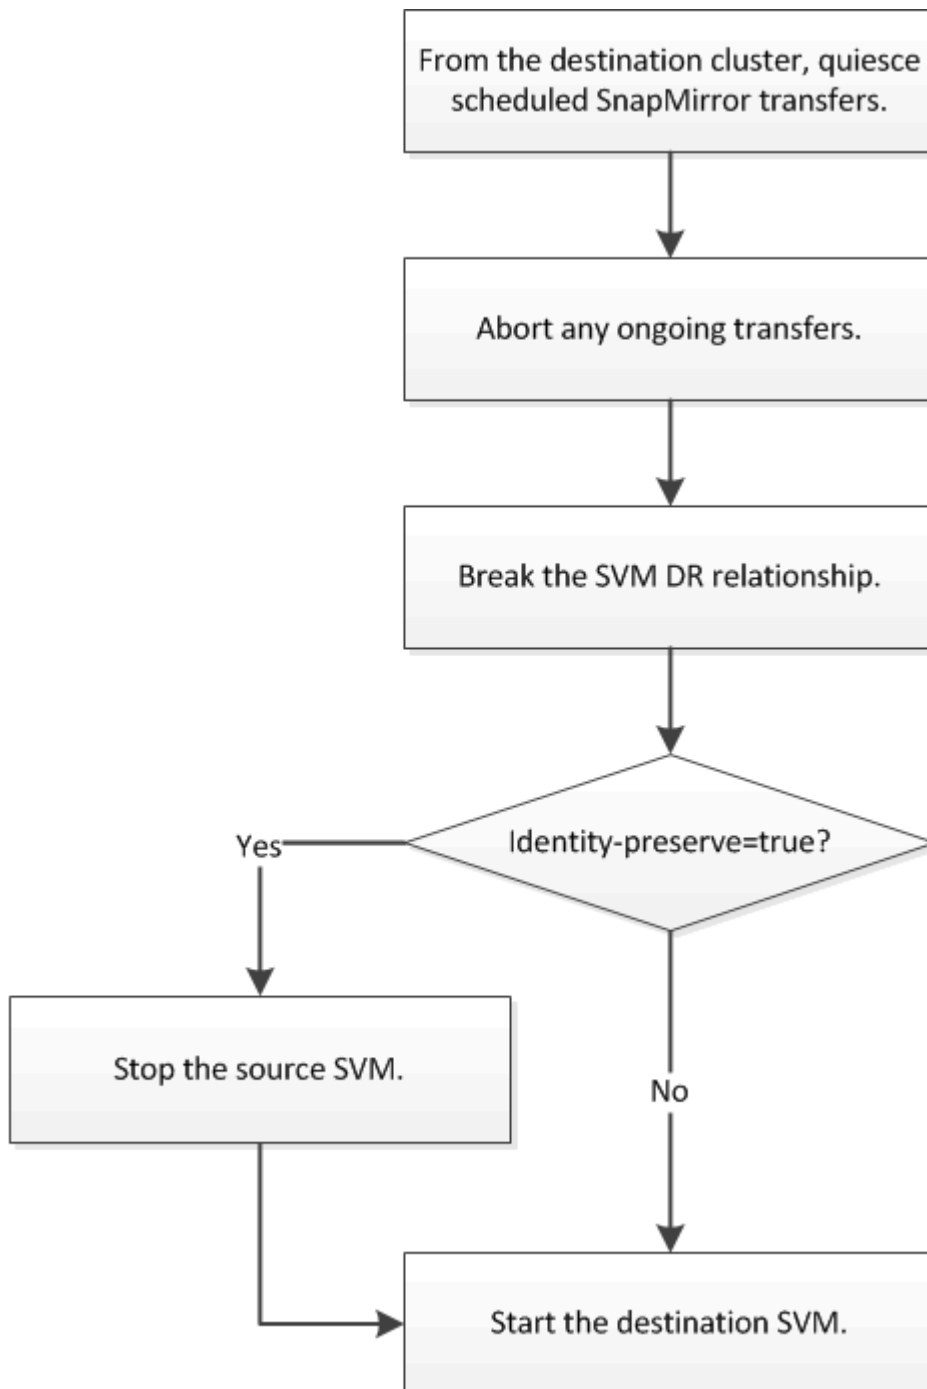 From the destination cluster, quiesce
scheduled SnapMirror transfers.
Abort any ongoing transfers.
Break the SVM DR relationship.
Identity-preserve=true?
Yes
Stop the source SVM.
No
Start the destination SVM.